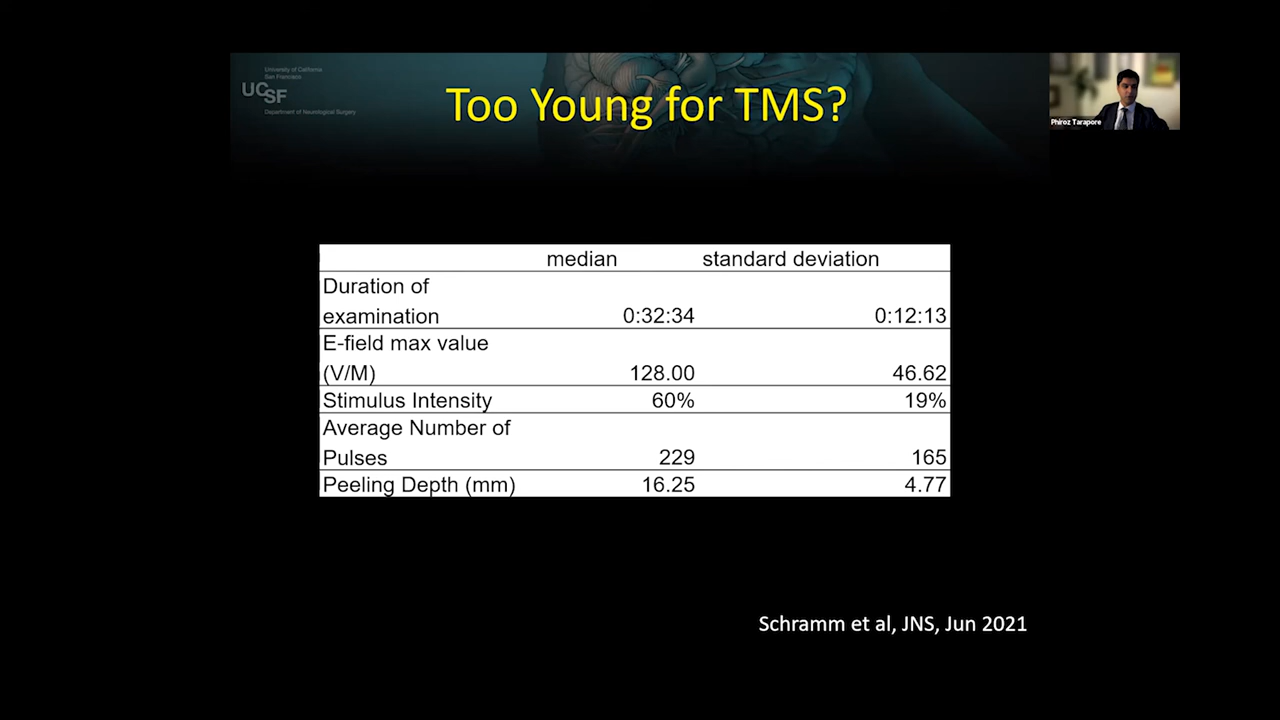 University of California
San Francisco
UCSF
Department of Neurological Surgery
Too Young for TMS?
Phiroz Tarapore
median standard deviation
Duration of
examination 0:32:34 0:12:13
E-field max value
(V/M) 128.00 46.62
Stimulus Intensity 60% 19%
Average Number of
Pulses 229 165
Peeling Depth (mm) 16.25 4.77
Schramm et al, JNS, Jun 2021